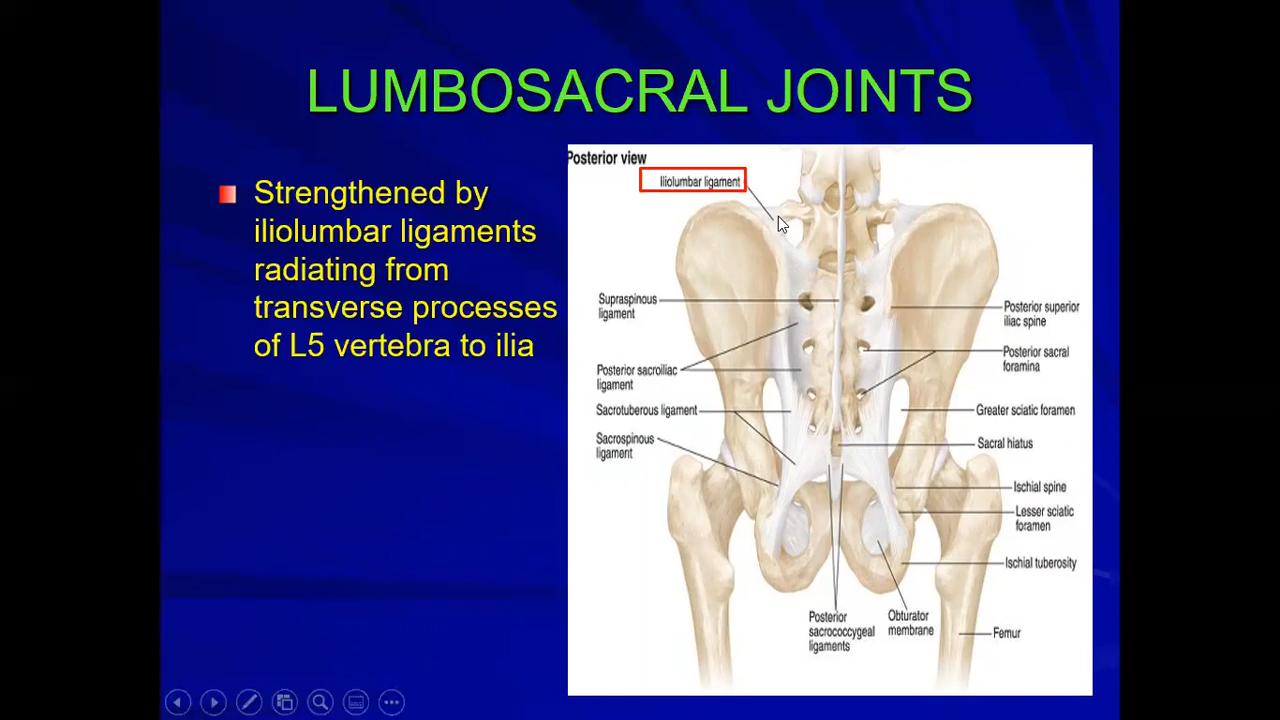 LUMBOSACRAL JOINTS
Strengthened by
iliolumbar ligaments
radiating from
transverse processes
of L5 vertebra to ilia
Posterior view
Iliolumbar ligament
Supraspinous
ligament
Posterior sacroiliac
ligament
Sacrotuberous ligament
Sacrospinous
ligament
Posterior superior
iliac spine
Posterior sacral
foramina
Greater sciatic foramen
Sacral hiatus
Ischial spine
Lesser sciatic
foramen
Ischial tuberosity
Posterior
sacrococcygeal
ligaments
Obturator
membrane
Femur